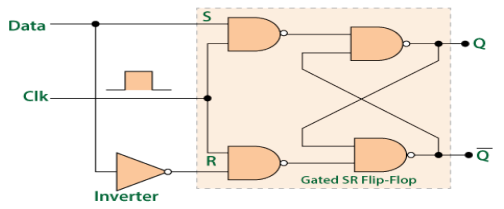 S
Data
Q
Clk
R
Q̅
Gated SR Flip-Flop
Inverter